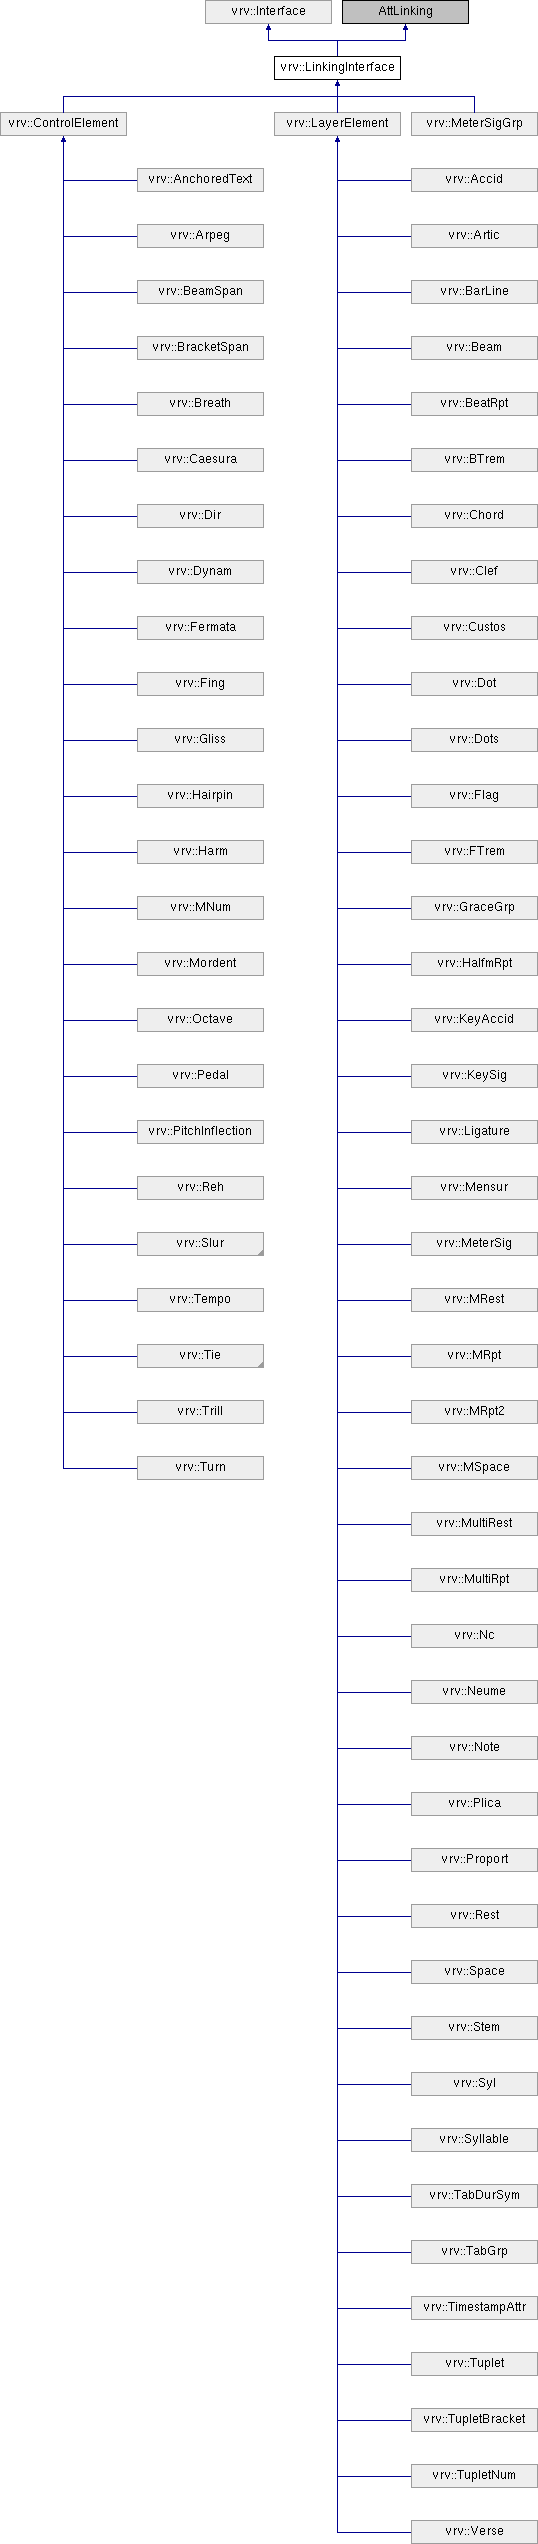 vrv::Interface AttLinking
vrv::LinkingInterface
vrv::ControlElement vrv::LayerElement vrv::MeterSigGrp
vrv::AnchoredText vrv::Accid
vrv::Arpeg vrv::Artic
vrv::BeamSpan vrv::BarLine
vrv::BracketSpan vrv::Beam
vrv::Breath vrv::BeatRpt
vrv::Caesura vrv::BTrem
vrv::Dir vrv::Chord
vrv::Dynam vrv::Clef
vrv::Fermata vrv::Custos
vrv::Fing vrv::Dot
vrv::Gliss vrv::Dots
vrv::Hairpin vrv::Flag
vrv::Harm vrv::FTrem
vrv::MNum vrv::GraceGrp
vrv::Mordent vrv::HalfmRpt
vrv::Octave vrv::KeyAccid
vrv::Pedal vrv::KeySig
vrv::PitchInflection vrv::Ligature
vrv::Reh vrv::Mensur
vrv::Slur vrv::MeterSig
vrv::Tempo vrv::MRest
vrv::Tie vrv::MRpt
vrv::Trill vrv::MRpt2
vrv::Turn vrv::MSpace
vrv::MultiRest
vrv::MultiRpt
vrv::Nc
vrv::Neume
vrv::Note
vrv::Plica
vrv::Proport
vrv::Rest
vrv::Space
vrv::Stem
vrv::Syl
vrv::Syllable
vrv::TabDurSym
vrv::TabGrp
vrv::TimestampAttr
vrv::Tuplet
vrv::TupletBracket
vrv::TupletNum
vrv::Verse